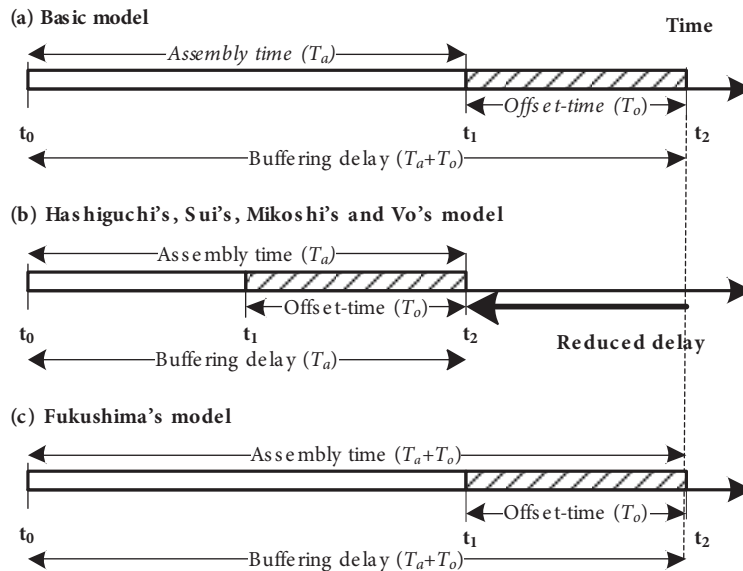 (a) Basic model
Time
Assembly time (Ta)
Offset-time (To)
t0
t1
t2
Buffering delay (Ta+To)
(b) Hashiguchi's, Sui's, Mikoshi's and Vo's model
Assembly time (Ta)
Offset-time (To)
t0
t1
t2
Reduced delay
Buffering delay (Ta)
(c) Fukushima's model
Assembly time (Ta+To)
Offset-time (To)
t0
t1
t2
Buffering delay (Ta+To)